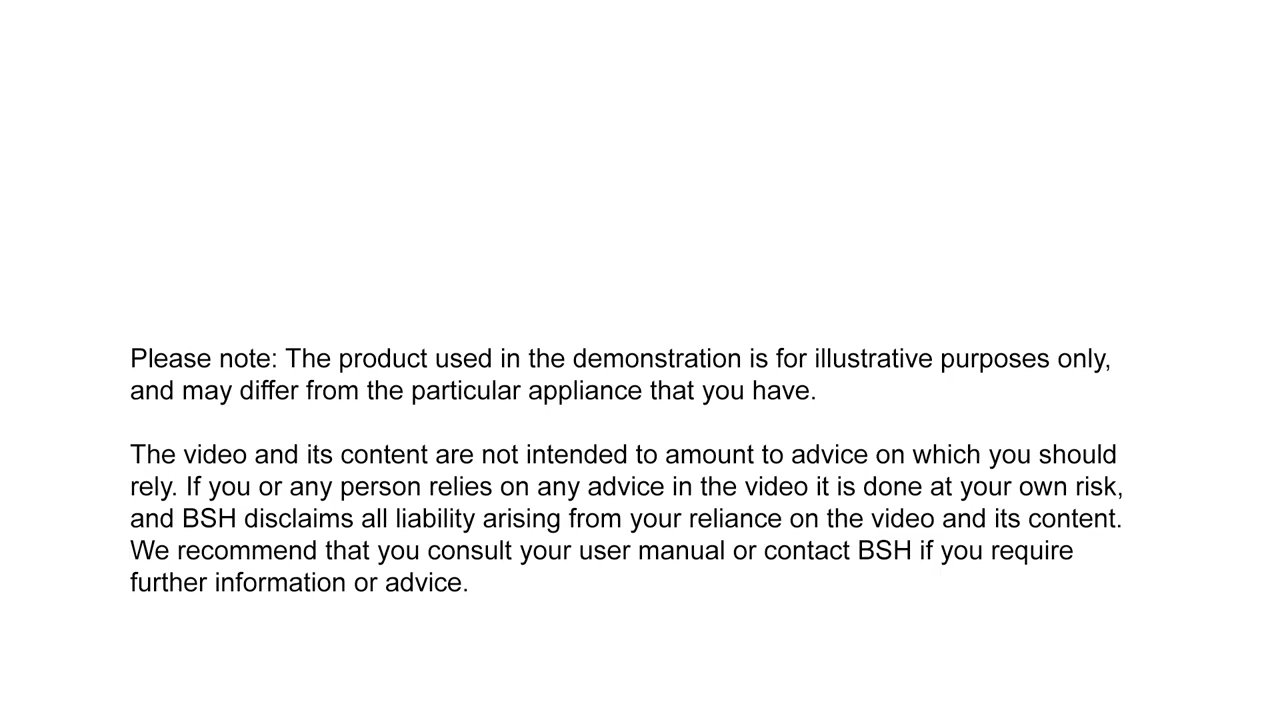 Please note: The product used in the demonstration is for illustrative purposes only,
and may differ from the particular appliance that you have.
The video and its content are not intended to amount to advice on which you should
rely. If you or any person relies on any advice in the video it is done at your own risk,
and BSH disclaims all liability arising from your reliance on the video and its content.
We recommend that you consult your user manual or contact BSH if you require
further information or advice.